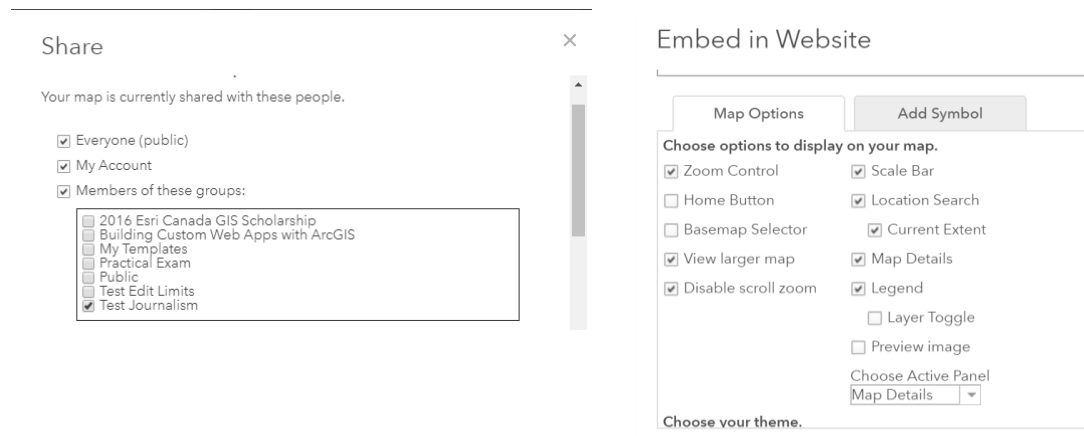 Share
Your map is currently shared with these people.
Everyone (public)
My Account
Members of these groups:
2016 Esri Canada GIS Scholarship
Building Custom Web Apps with ArcGIS
My Templates
Practical Exam
Public
Test Edit Limits
Test Journalism
Embed in Website
Map Options
Add Symbol
Choose options to display on your map.
Zoom Control
Scale Bar
Home Button
Location Search
Basemap Selector
Current Extent
View larger map
Map Details
Disable scroll zoom
Legend
Layer Toggle
Preview image
Choose Active Panel
Map Details
Choose your theme.